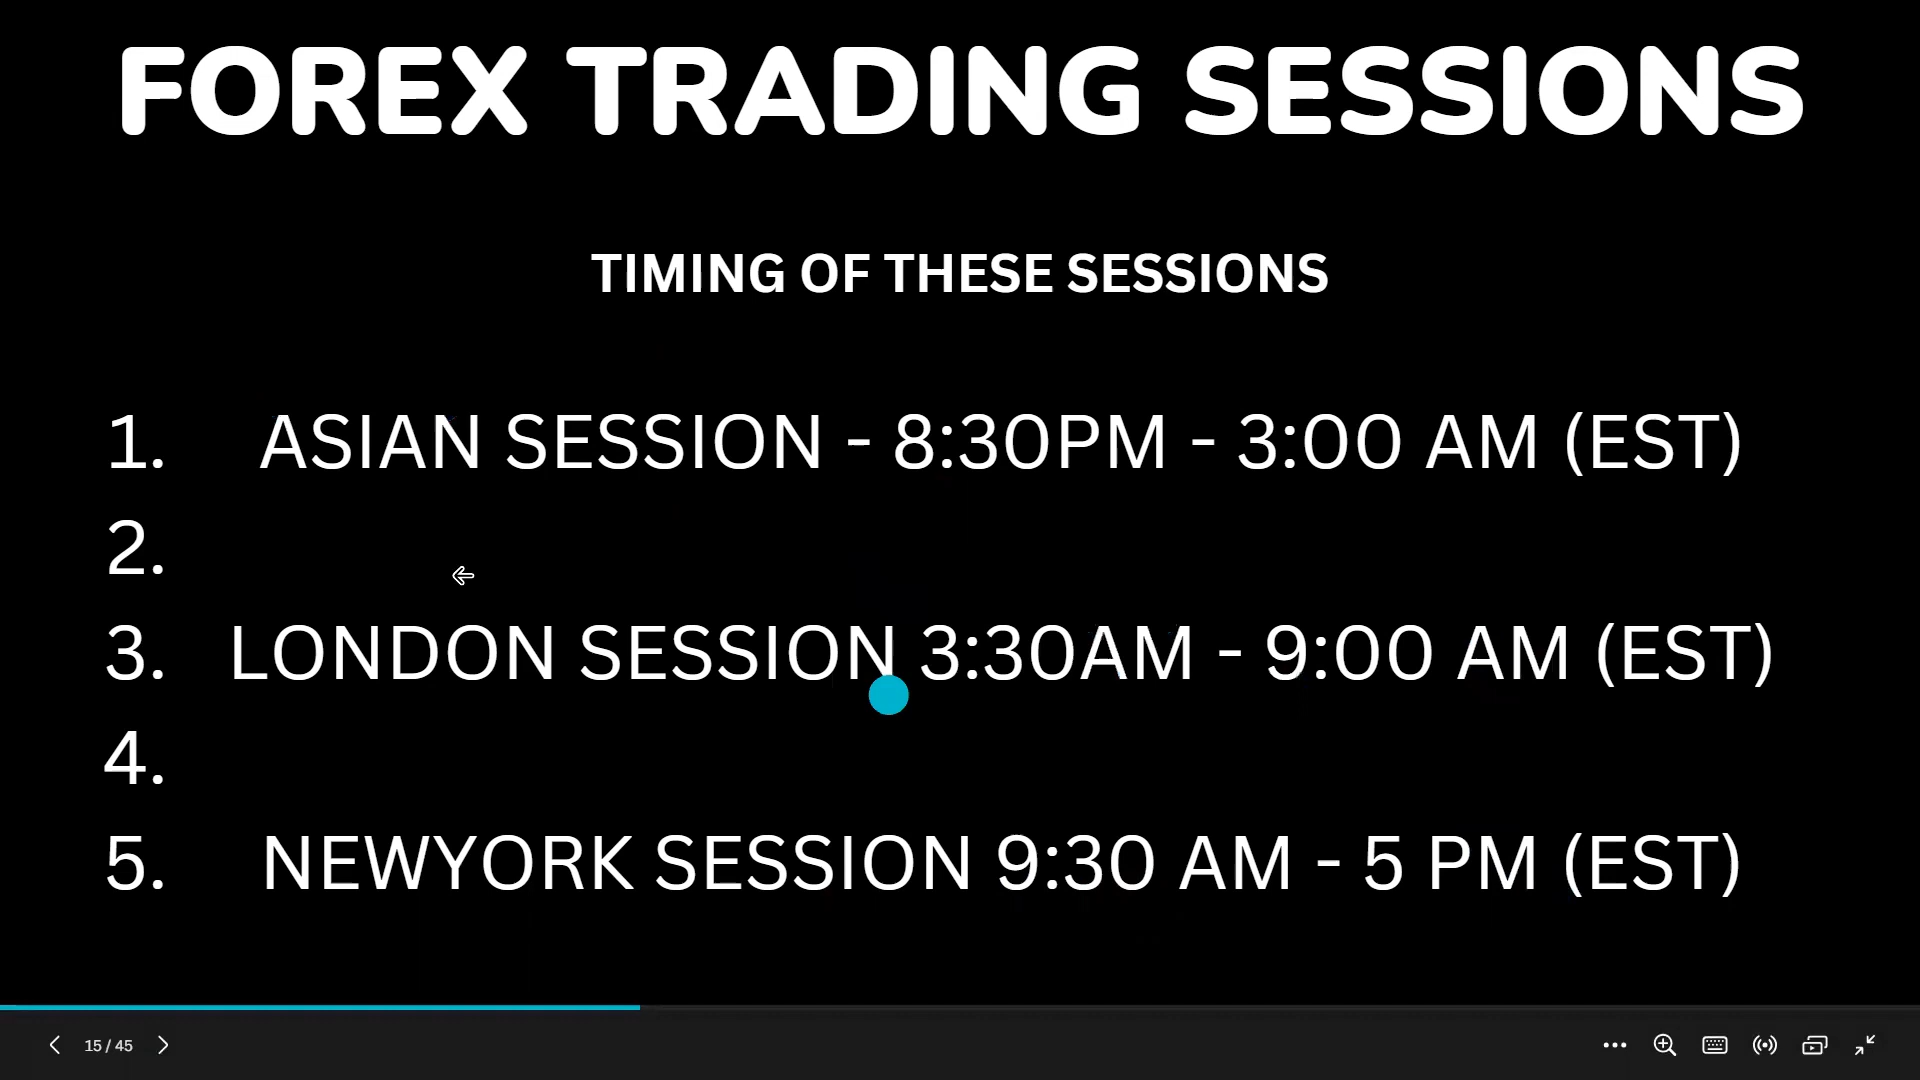 FOREX TRADING SESSIONS
TIMING OF THESE SESSIONS
1. ASIAN SESSION - 8:30PM - 3:00 AM (EST)
2.
3. LONDON SESSION 3:30AM - 9:00 AM (EST)
4.
5. NEWYORK SESSION 9:30 AM - 5 PM (EST)
15 / 45